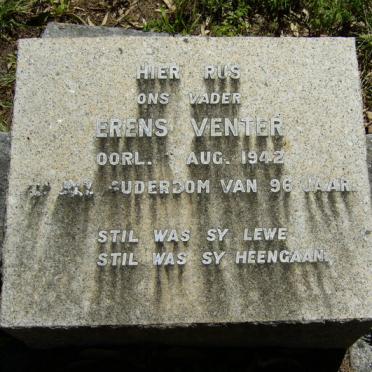 HIER RUS
ONS VADER
ERENS VENTER
OORL. AUG. 1942
OUDERDOM VAN 96 JAAR.
STIL WAS SY LEWE
STIL WAS SY HEENGAAN.